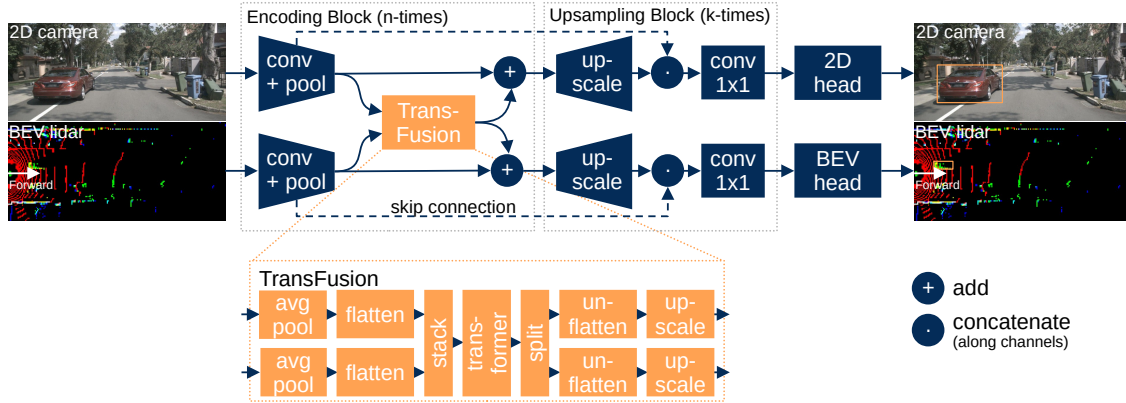 Encoding Block (n-times)
Upsampling Block (k-times)
2D camera
conv
+ pool
+
up-
scale
·
conv
1x1
2D
head
2D camera
Trans-
Fusion
BEV lidar
Forward
conv
+ pool
+
up-
scale
·
conv
1x1
BEV
head
BEV lidar
Forward
skip connection
TransFusion
avg
pool
flatten
stack
trans-
former
split
un-
flatten
up-
scale
avg
pool
flatten
un-
flatten
up-
scale
+ add
· concatenate
(along channels)